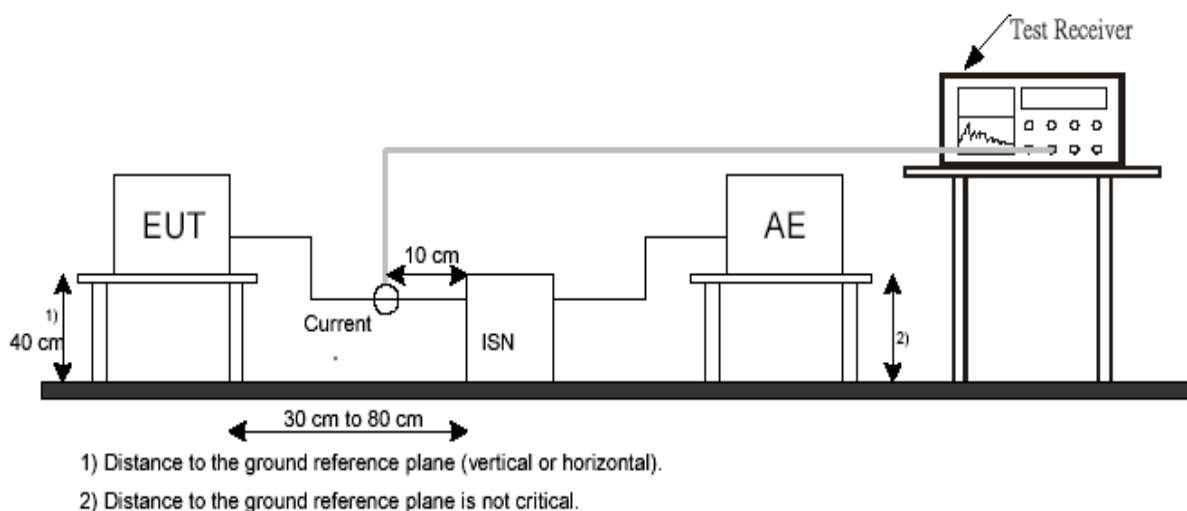 Test Receiver
EUT
AE
10 cm
1)
40 cm
Current
ISN
2)
30 cm to 80 cm
1) Distance to the ground reference plane (vertical or horizontal).
2) Distance to the ground reference plane is not critical.